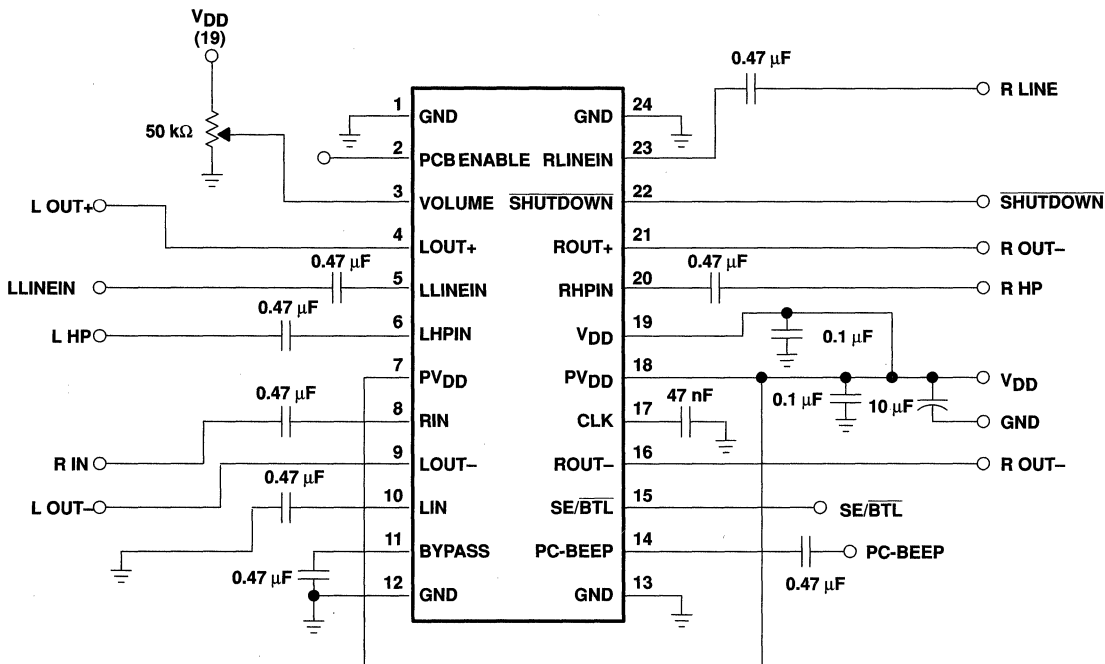 VDD
(19)
50 kΩ
L OUT+
LLINEIN
0.47 µF
L HP
0.47 µF
0.47 µF
R IN
L OUT–
0.47 µF
0.47 µF
1 GND
2 PCB ENABLE
3 VOLUME
4 LOUT+
5 LLINEIN
6 LHPIN
7 PVDD
8 RIN
9 LOUT–
10 LIN
11 BYPASS
12 GND
GND 24
RLINEIN 23
SHUTDOWN 22
ROUT+ 21
RHPIN 20
VDD 19
PVDD 18
CLK 17
ROUT– 16
SE/BTL 15
PC-BEEP 14
GND 13
0.47 µF
R LINE
SHUTDOWN
R OUT–
0.47 µF
R HP
0.1 µF
VDD
0.1 µF
10 µF
47 nF
GND
R OUT–
SE/BTL
PC-BEEP
0.47 µF